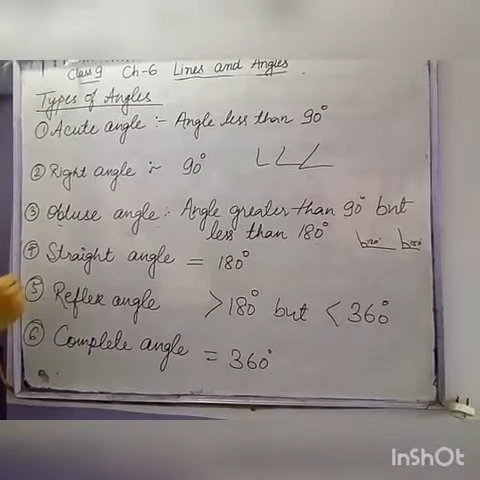 Class 9 Ch-6 Lines and Angles
Types of Angles
① Acute angle :- Angle less than 90°
② Right angle :- 90°
③ Obtuse angle :- Angle greater than 90° but
less than 180°
120° 150°
④ Straight angle = 180°
⑤ Reflex angle > 180° but < 360°
⑥ Complete angle = 360°
InShOt